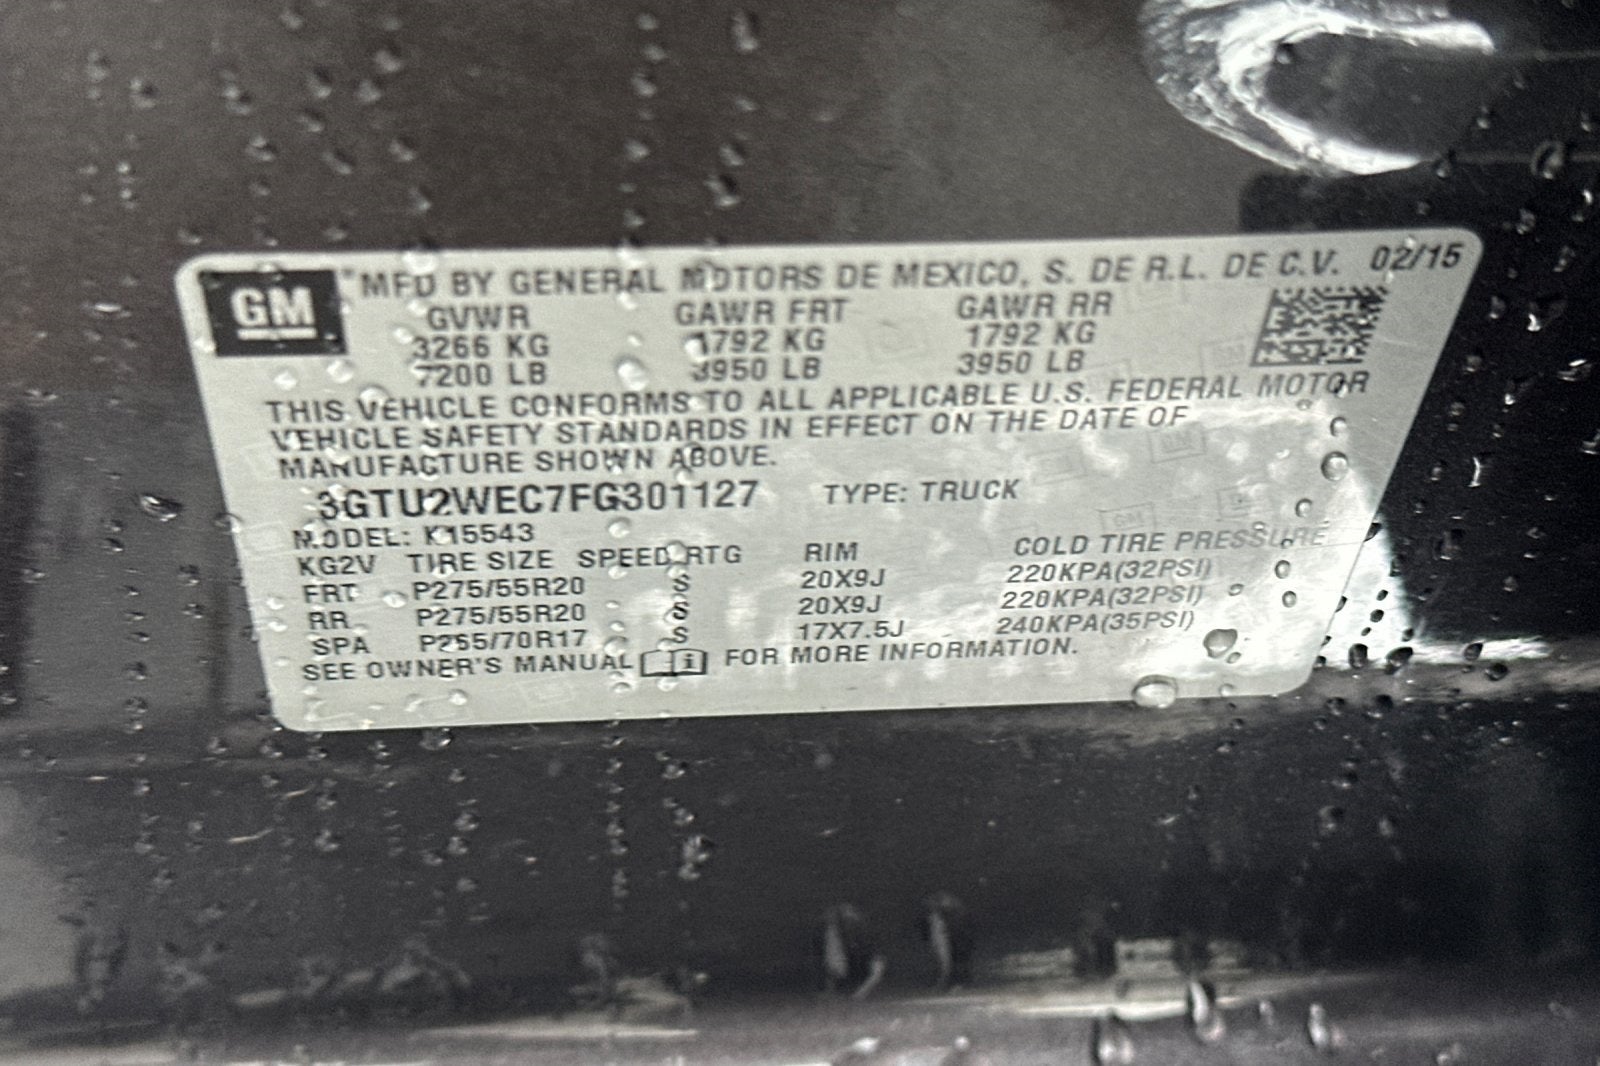 GM MFD BY GENERAL MOTORS DE MEXICO, S. DE R.L. DE C.V. 02/15
GVWR GAWR FRT GAWR RR
3266 KG 1792 KG 1792 KG
7200 LB 3950 LB 3950 LB
THIS VEHICLE CONFORMS TO ALL APPLICABLE U.S. FEDERAL MOTOR
VEHICLE SAFETY STANDARDS IN EFFECT ON THE DATE OF
MANUFACTURE SHOWN ABOVE.
3GTU2WEC7FG301127 TYPE: TRUCK
MODEL: K15543
KG2V TIRE SIZE SPEED RTG RIM COLD TIRE PRESSURE
FRT P275/55R20 S 20X9J 220KPA(32PSI)
RR P275/55R20 S 20X9J 220KPA(32PSI)
SPA P265/70R17 S 17X7.5J 240KPA(35PSI)
SEE OWNER'S MANUAL i FOR MORE INFORMATION.